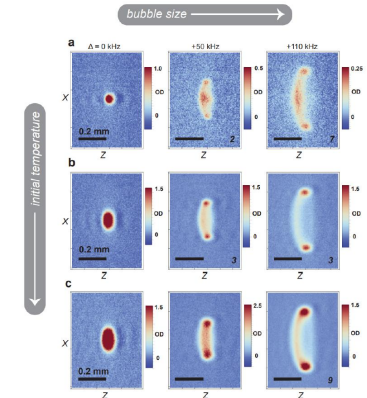 bubble size
a Δ = 0 kHz +50 kHz +110 kHz
X 1.0 OD 0 0.2 mm 0.5 OD 0 2 0.25 OD 0 7
Z Z Z
initial temperature
b
X 1.5 OD 0 0.2 mm 1.5 OD 0 3 1.5 OD 0 3
Z Z Z
c
X 1.5 OD 0 0.2 mm 2.5 OD 0 1.5 OD 0 9
Z Z Z